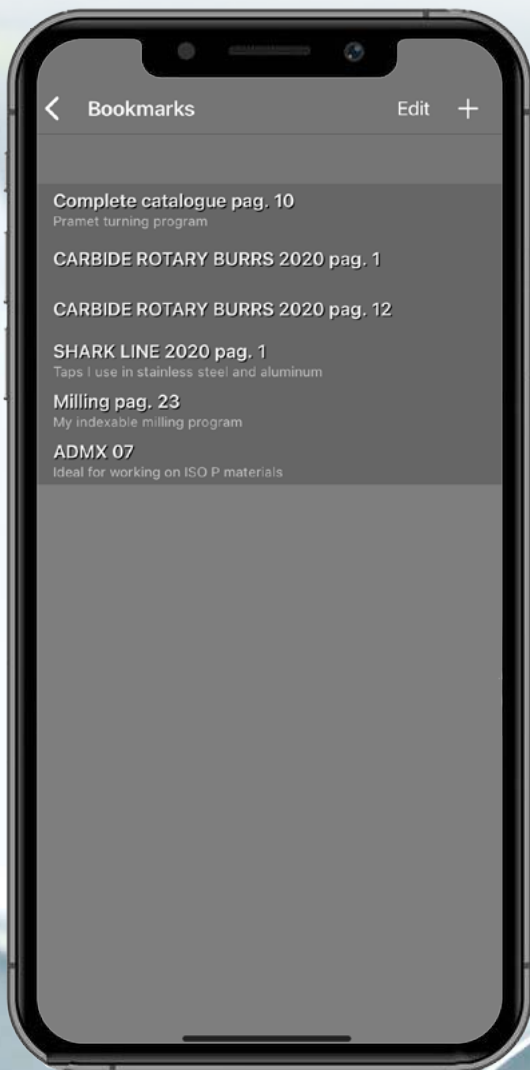 Bookmarks Edit +
Complete catalogue pag. 10
Pramet turning program
CARBIDE ROTARY BURRS 2020 pag. 1
CARBIDE ROTARY BURRS 2020 pag. 12
SHARK LINE 2020 pag. 1
Taps I use in stainless steel and aluminum
Milling pag. 23
My indexable milling program
ADMX 07
Ideal for working on ISO P materials